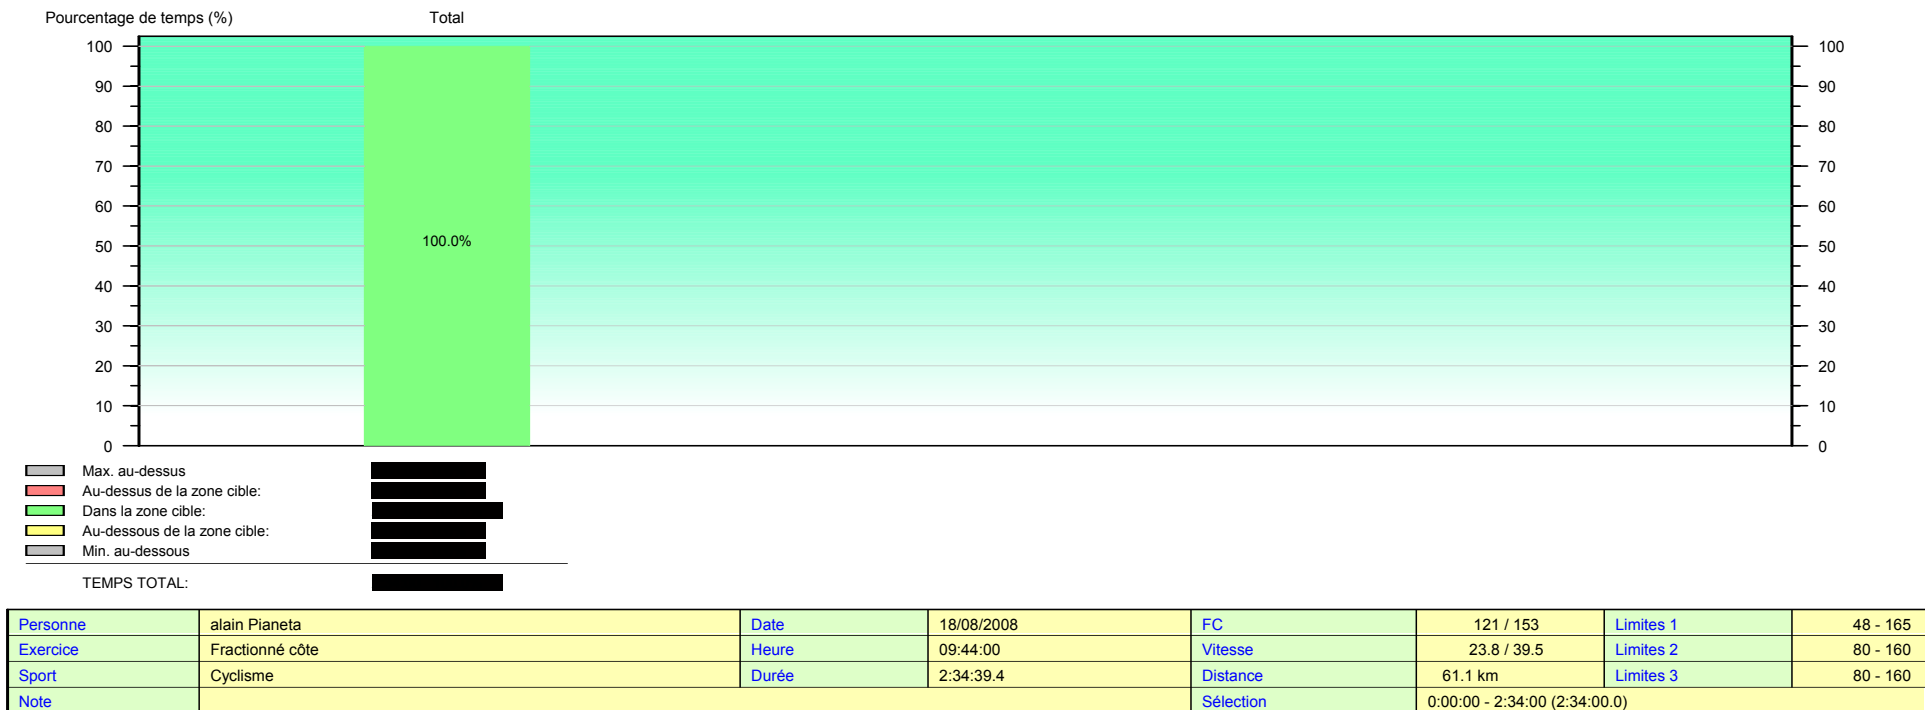 Pourcentage de temps (%) Total
100 100
90 90
80 80
70 70
60 60
50 50
40 40
30 30
20 20
10 10
0 0
100.0%
Max. au-dessus
Au-dessus de la zone cible:
Dans la zone cible:
Au-dessous de la zone cible:
Min. au-dessous
TEMPS TOTAL:
Personne alain Pianeta Date 18/08/2008 FC 121 / 153 Limites 1 48 - 165
Exercice Fractionné côte Heure 09:44:00 Vitesse 23.8 / 39.5 Limites 2 80 - 160
Sport Cyclisme Durée 2:34:39.4 Distance 61.1 km Limites 3 80 - 160
Note Sélection 0:00:00 - 2:34:00 (2:34:00.0)